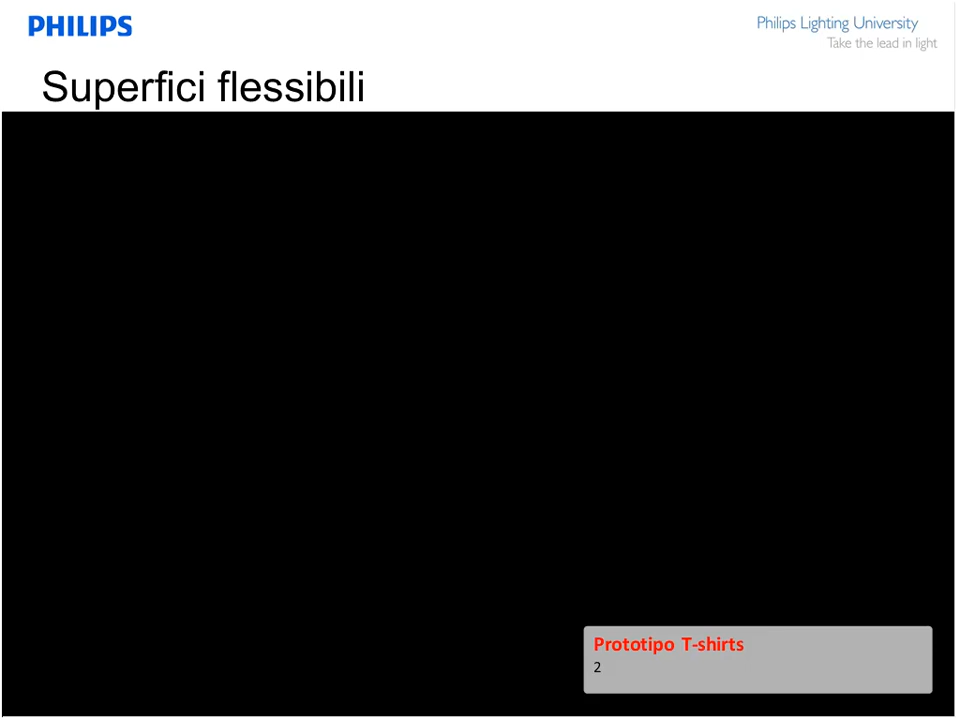 PHILIPS
Philips Lighting University
Take the lead in light
Superfici flessibili
Prototipo T-shirts
2